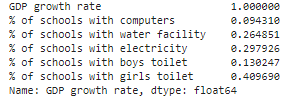 GDP growth rate 1.000000
% of schools with computers 0.094310
% of schools with water facility 0.264851
% of schools with electricity 0.297926
% of schools with boys toilet 0.130247
% of schools with girls toilet 0.409690
Name: GDP growth rate, dtype: float64